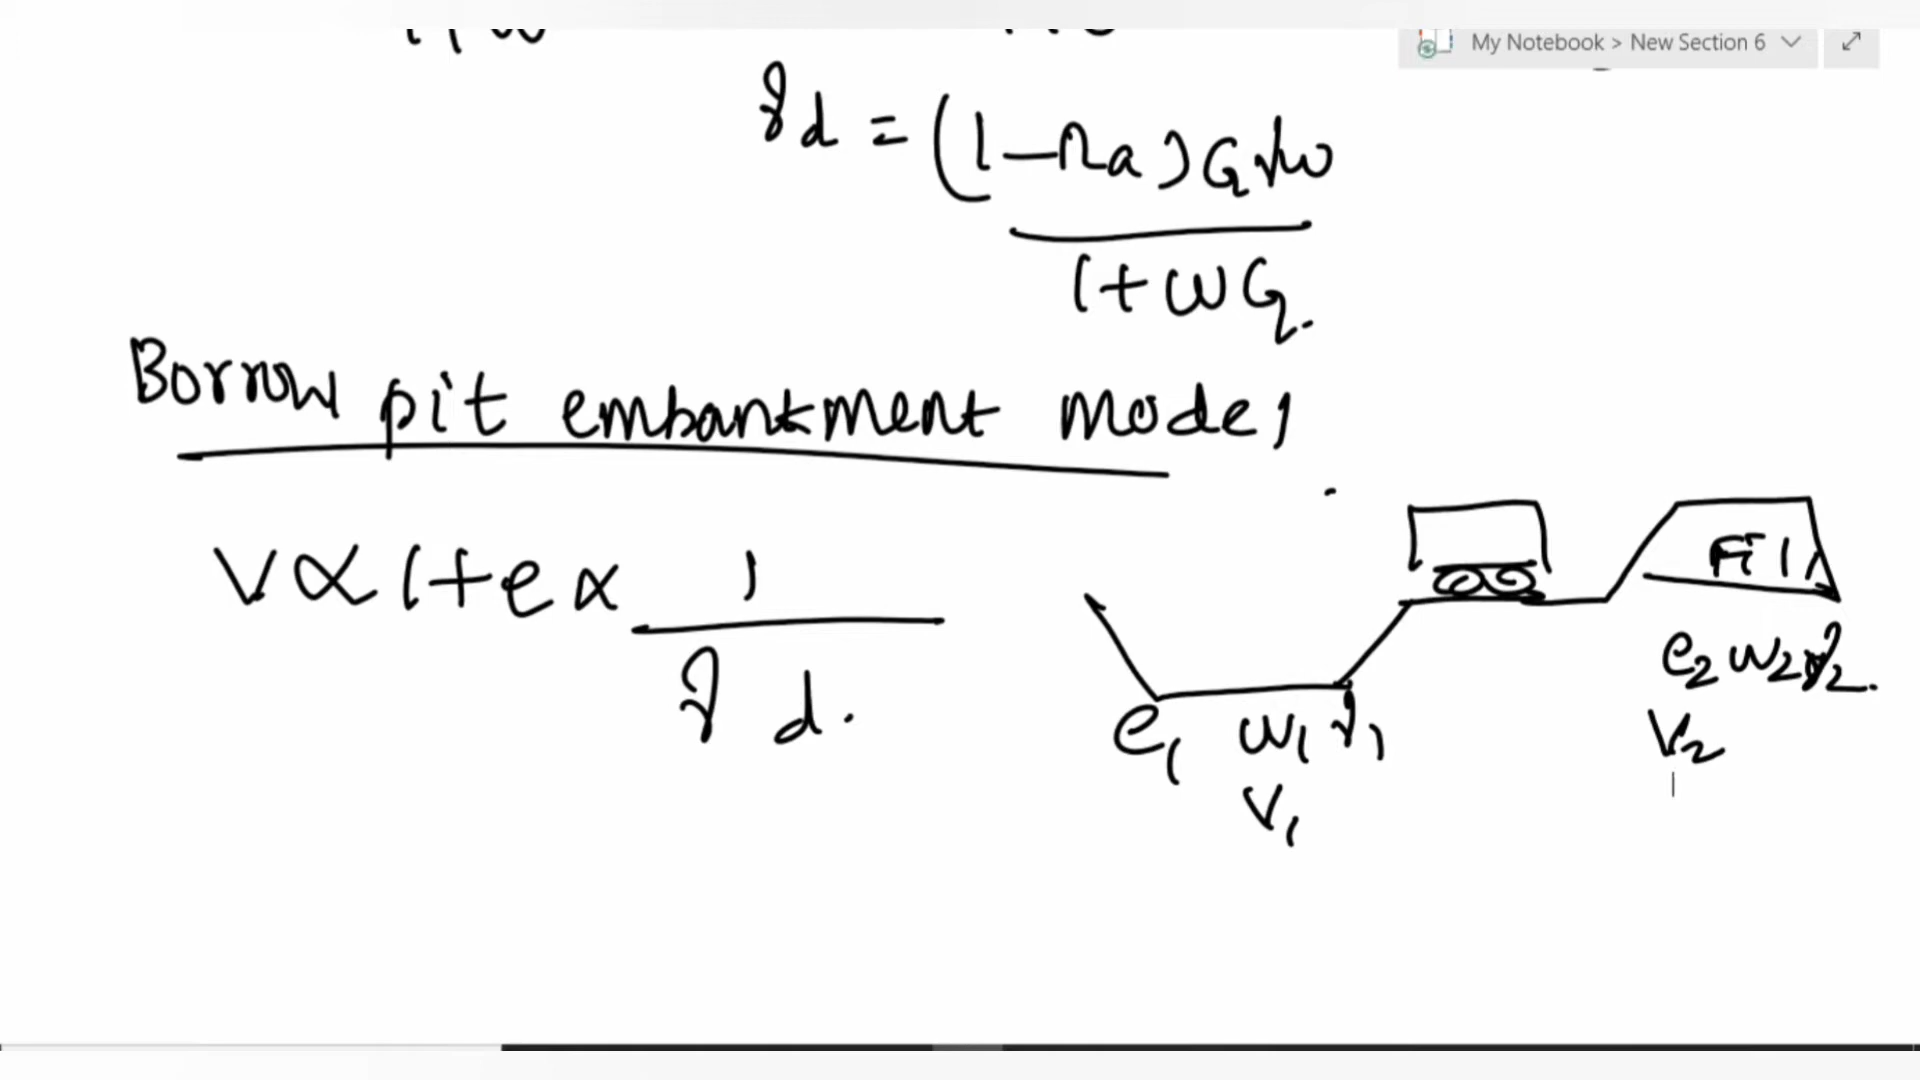 My Notebook > New Section 6
γd = (1-na)Gγw
1+wG.
Borrow pit embankment model
V∝1+e∝ 1
γd.
Fill
e2 w2 γ2.
e1 w1 γ1
V2
V1